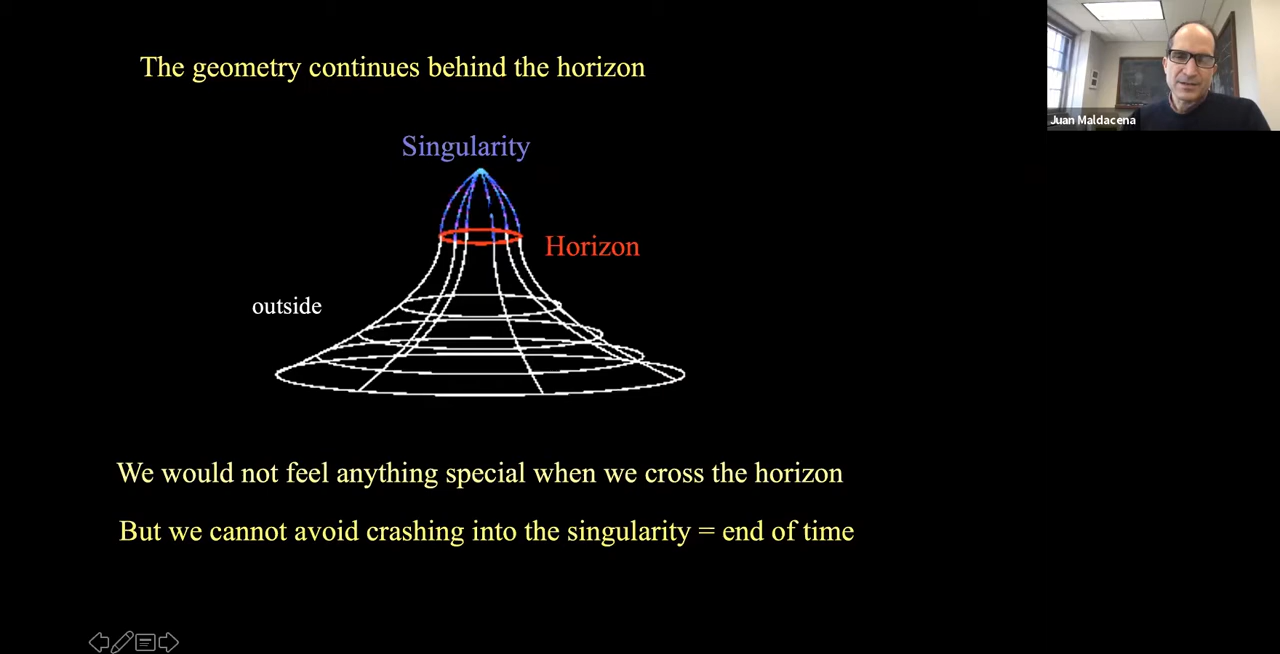 The geometry continues behind the horizon
Juan Maldacena
Singularity
Horizon
outside
We would not feel anything special when we cross the horizon
But we cannot avoid crashing into the singularity = end of time